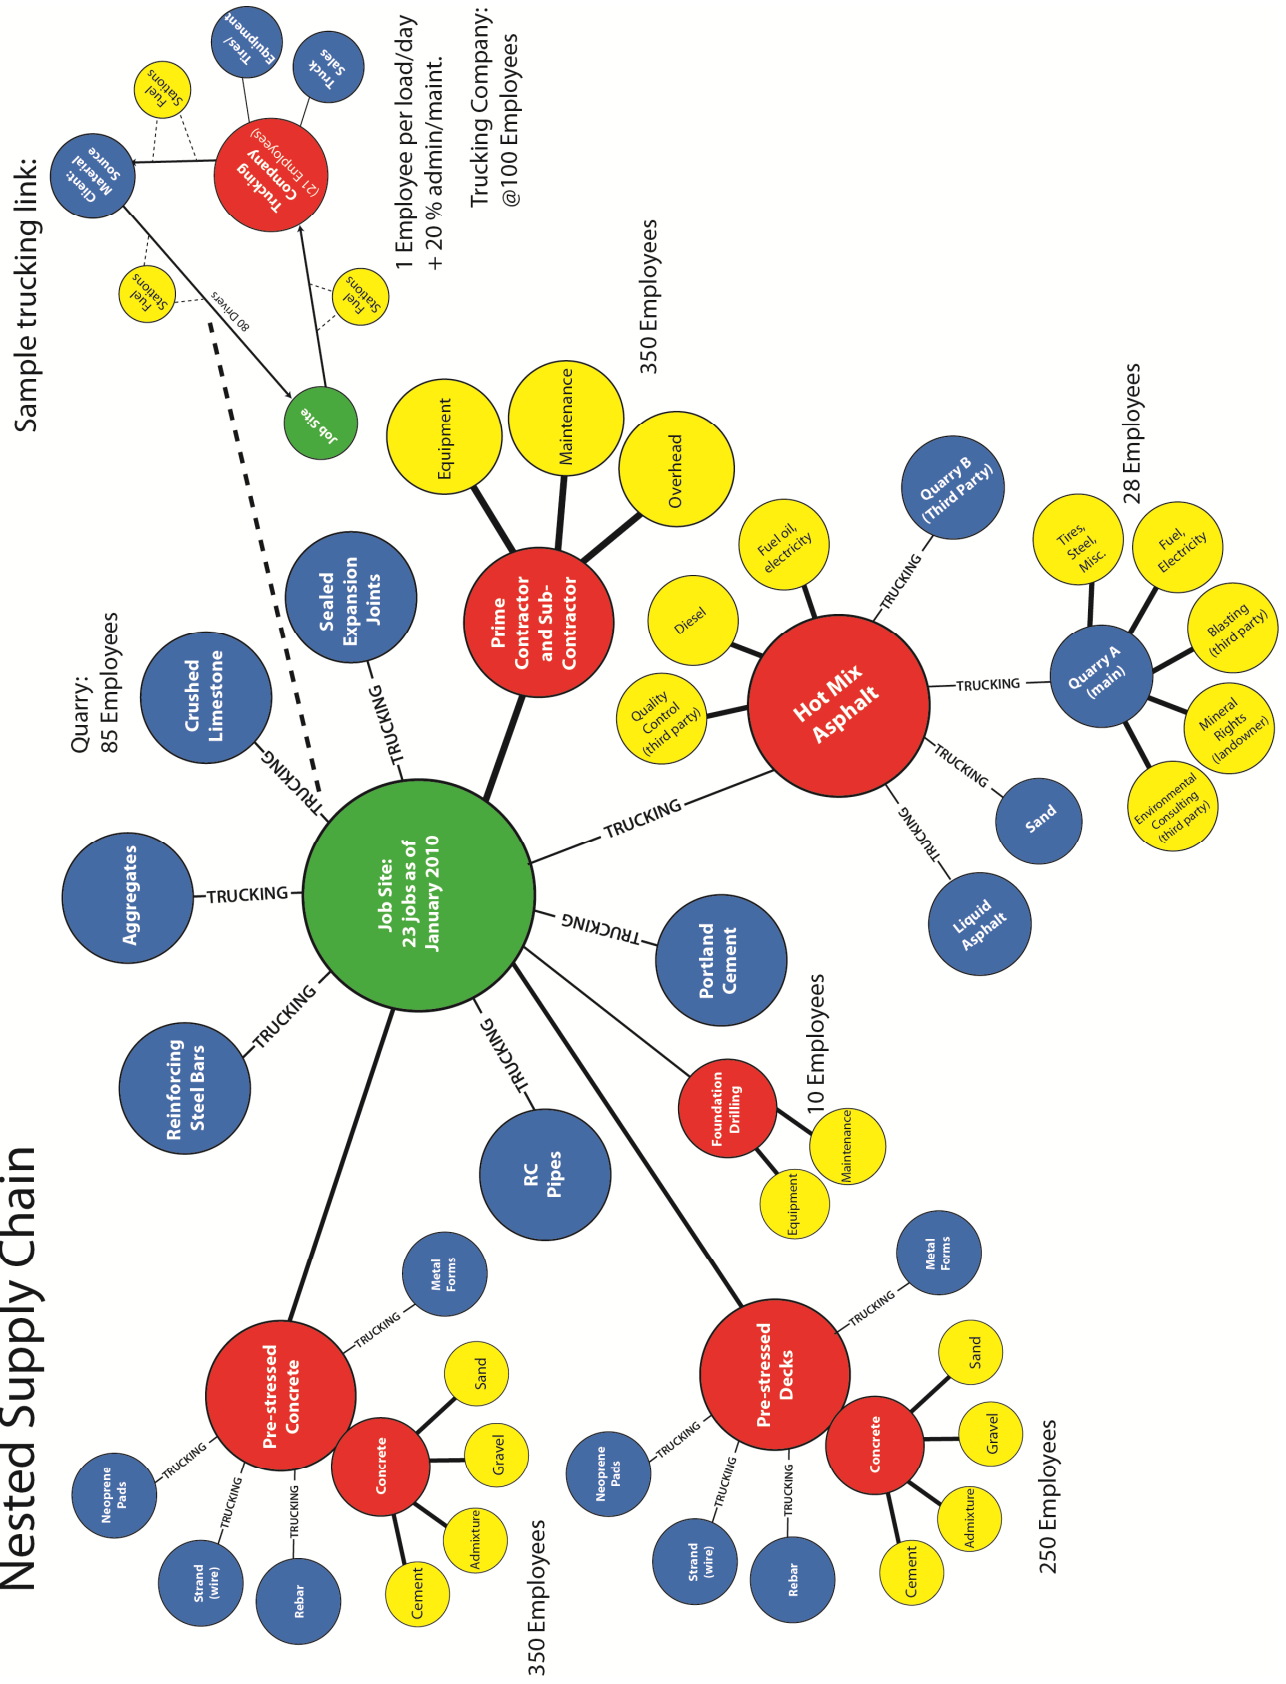 Nested Supply Chain
Sample trucking link:
Client:
Material
Source
Fuel
Stations
Tires/
Equipment
Truck
Sales
Trucking
Company
(21 Employees)
Fuel
Stations
80 Drivers
Fuel
Stations
Job Site
1 Employee per load/day
+ 20 % admin/maint.
Trucking Company:
@100 Employees
Quarry:
85 Employees
Reinforcing
Steel Bars
TRUCKING
Aggregates
TRUCKING
Crushed
Limestone
TRUCKING
Sealed
Expansion
Joints
TRUCKING
Job Site:
23 jobs as of
January 2010
Prime
Contractor
and Sub-
Contractor
Equipment
Maintenance
Overhead
350 Employees
TRUCKING
Hot Mix
Asphalt
Quality
Control
(third party)
Diesel
Fuel oil,
electricity
TRUCKING
Quarry B
(Third Party)
TRUCKING
Quarry A
(main)
Tires,
Steel,
Misc.
Fuel,
Electricity
Blasting
(third party)
Mineral
Rights
(landowner)
Environmental
Consulting
(third party)
28 Employees
TRUCKING
Sand
TRUCKING
Liquid
Asphalt
TRUCKING
Portland
Cement
Foundation
Drilling
Equipment
Maintenance
10 Employees
TRUCKING
RC
Pipes
Pre-stressed
Concrete
TRUCKING
Neoprene
Pads
TRUCKING
Strand
(wire)
TRUCKING
Rebar
TRUCKING
Metal
Forms
Concrete
Cement
Admixture
Gravel
Sand
350 Employees
Pre-stressed
Decks
TRUCKING
Neoprene
Pads
TRUCKING
Strand
(wire)
TRUCKING
Rebar
TRUCKING
Metal
Forms
Concrete
Cement
Admixture
Gravel
Sand
250 Employees